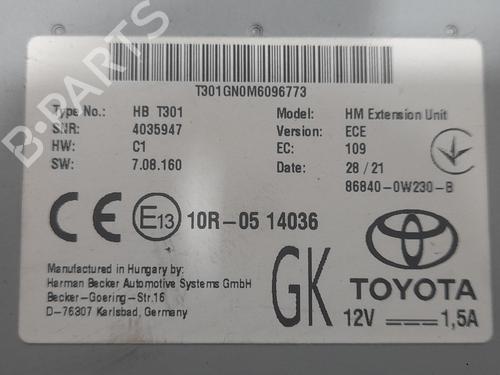 B-PARTS
T301GN0M6096773
Type No.: HB T301
SNR: 4035947
HW: C1
SW: 7.08.160
Model: HM Extension Unit
Version: ECE
EC: 109
Date: 28 / 21
86840-0W230-B
CE E13 10R-05 14036
Manufactured in Hungary by:
Harman Becker Automotive Systems GmbH
Becker-Goering-Str.16
D-76307 Karlsbad, Germany
GK
TOYOTA
12V 1,5A